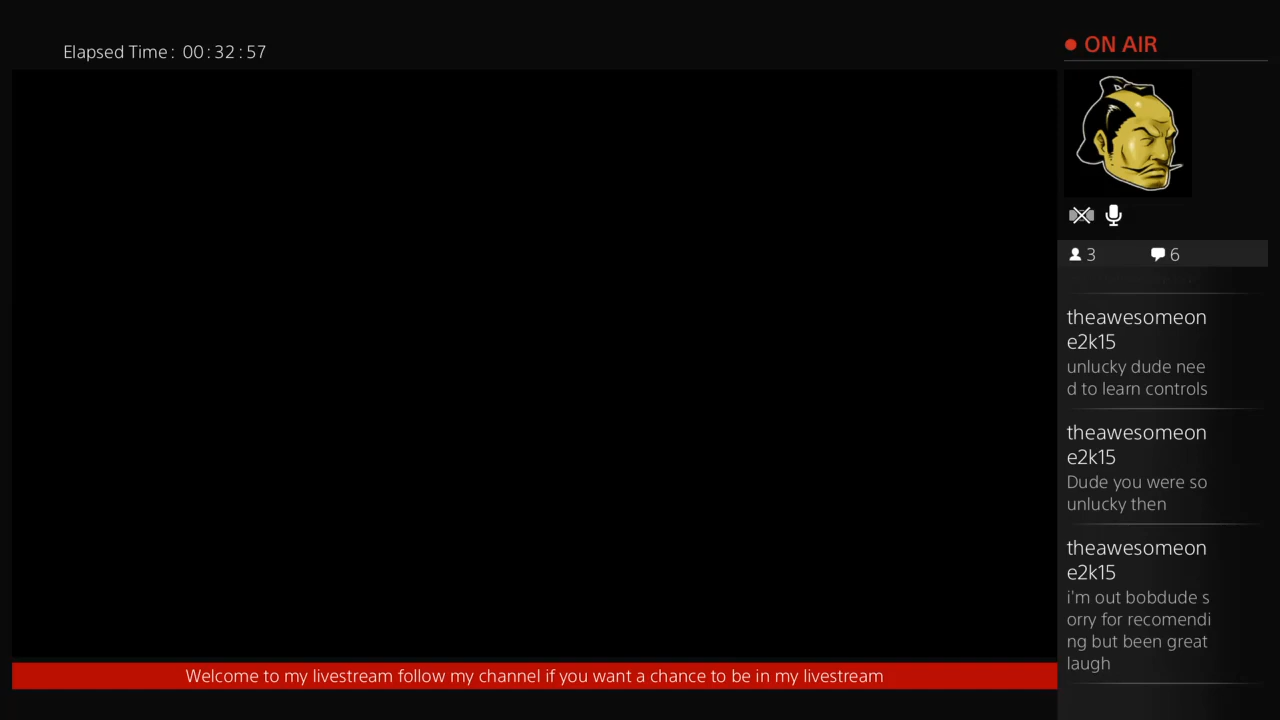 Elapsed Time: 00:32:57
ON AIR
3
6
theawesomeon
e2k15
unlucky dude nee
d to learn controls
theawesomeon
e2k15
Dude you were so
unlucky then
theawesomeon
e2k15
i'm out bobdude s
orry for recomendi
ng but been great
laugh
Welcome to my livestream follow my channel if you want a chance to be in my livestream